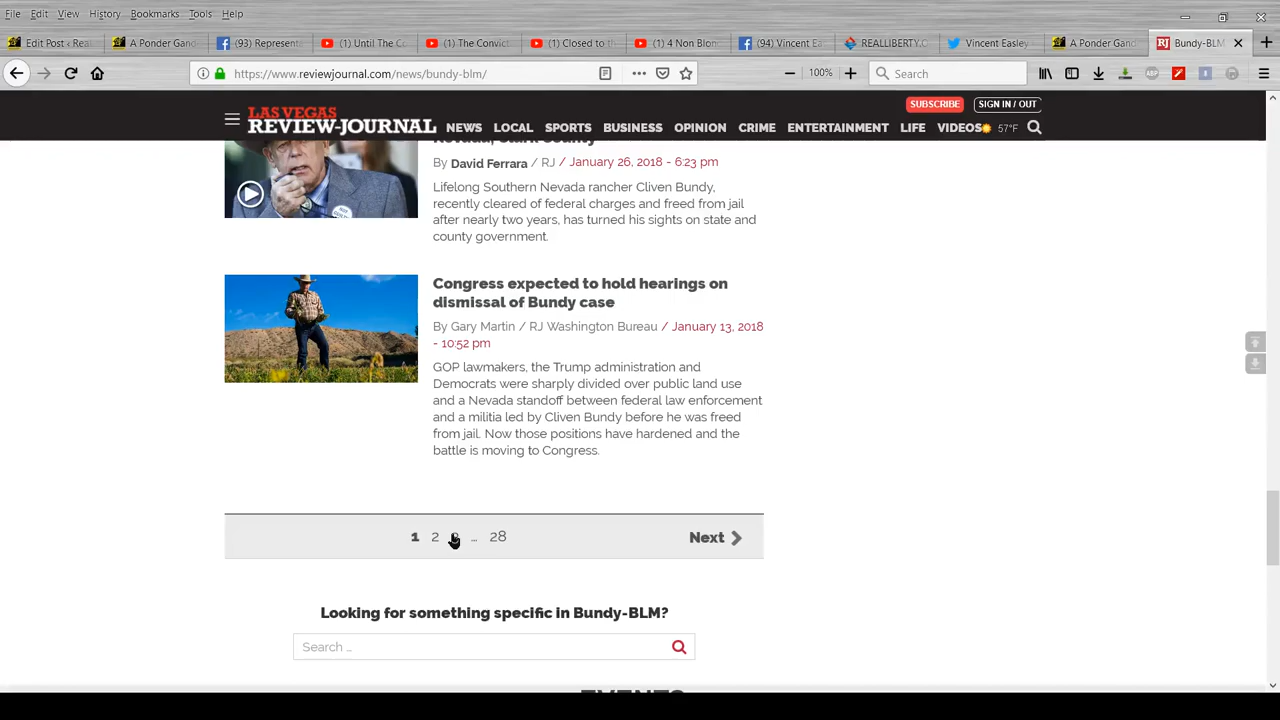 File Edit View History Bookmarks Tools Help
Edit Post ‹ Rea
A Ponder Gand
(93) Represent
(1) Until The Co
(1) The Convict
(1) Closed to th
(1) 4 Non Blon
(94) Vincent Ea
REALLIBERTY.O
Vincent Easley
A Ponder Gand
Bundy-BLM
https://www.reviewjournal.com/news/bundy-blm/
100%
Search
ABP
SUBSCRIBE SIGN IN / OUT
LAS VEGAS
REVIEW-JOURNAL
NEWS LOCAL SPORTS BUSINESS OPINION CRIME ENTERTAINMENT LIFE VIDEOS 57°F
Nevada, Clark County
By David Ferrara / RJ / January 26, 2018 - 6:23 pm
Lifelong Southern Nevada rancher Cliven Bundy,
recently cleared of federal charges and freed from jail
after nearly two years, has turned his sights on state and
county government.
Congress expected to hold hearings on
dismissal of Bundy case
By Gary Martin / RJ Washington Bureau / January 13, 2018
- 10:52 pm
GOP lawmakers, the Trump administration and
Democrats were sharply divided over public land use
and a Nevada standoff between federal law enforcement
and a militia led by Cliven Bundy before he was freed
from jail. Now those positions have hardened and the
battle is moving to Congress.
1 2 … 28 Next
Looking for something specific in Bundy-BLM?
Search …
EVENTS